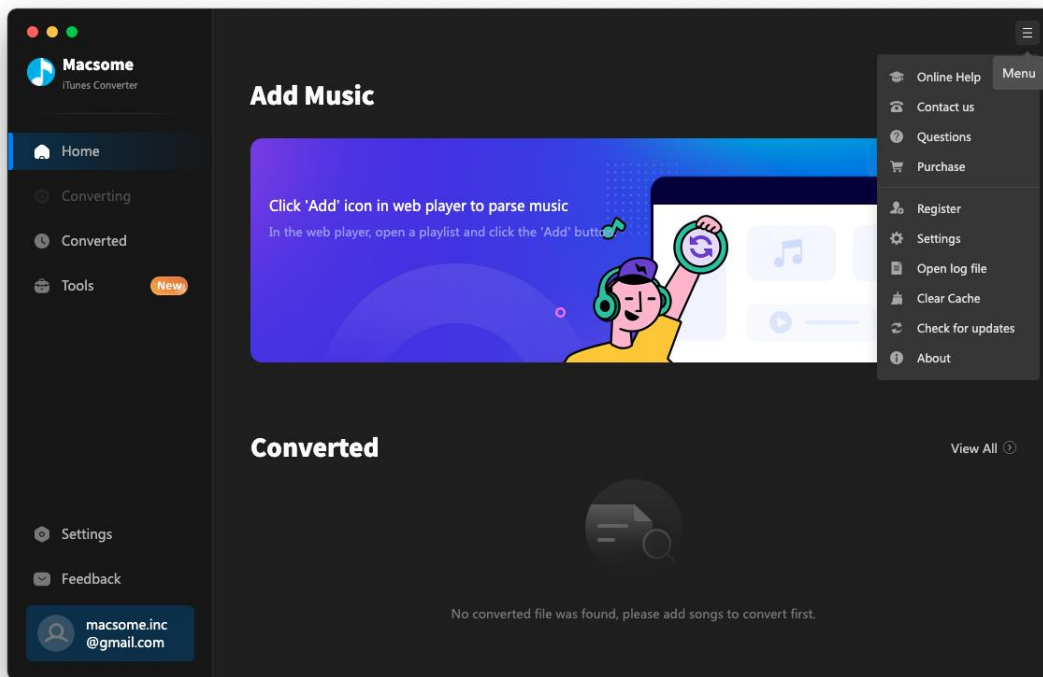 Macsome
iTunes Converter
Home
Converting
Converted
Tools
New
Settings
Feedback
macsome.inc
@gmail.com
Add Music
Click 'Add' icon in web player to parse music
In the web player, open a playlist and click the 'Add' button
Menu
Online Help
Contact us
Questions
Purchase
Register
Settings
Open log file
Clear Cache
Check for updates
About
Converted
View All
No converted file was found, please add songs to convert first.